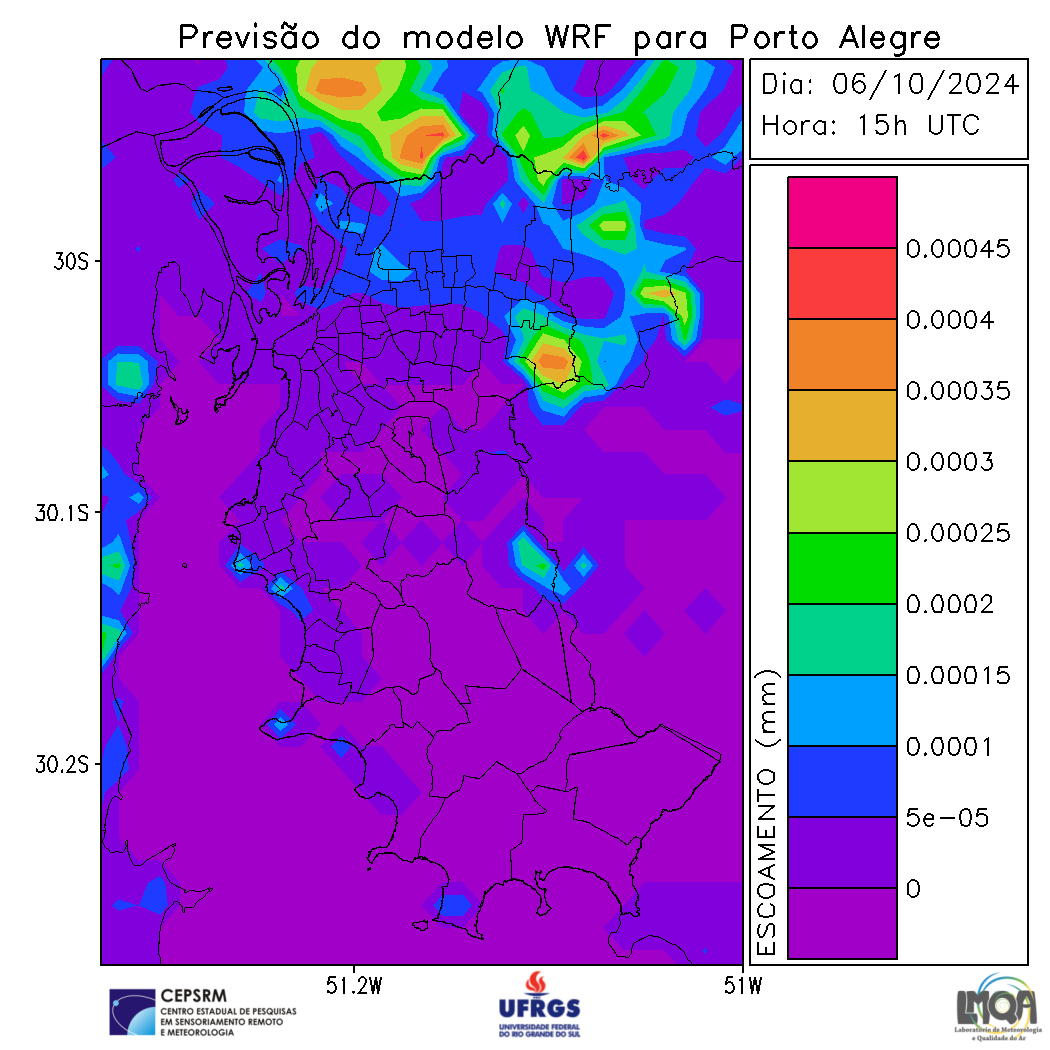 Previsão do modelo WRF para Porto Alegre
Dia: 06/10/2024
Hora: 15h UTC
0.00045
0.0004
0.00035
0.0003
0.00025
0.0002
0.00015
0.0001
5e-05
0
ESCOAMENTO (mm)
30S
30.1S
30.2S
51.2W
51W
CEPSRM
CENTRO ESTADUAL DE PESQUISAS
EM SENSORIAMENTO REMOTO
E METEOROLOGIA
UFRGS
UNIVERSIDADE FEDERAL
DO RIO GRANDE DO SUL
LMQA
Laboratório de Meteorologia
e Qualidade do Ar